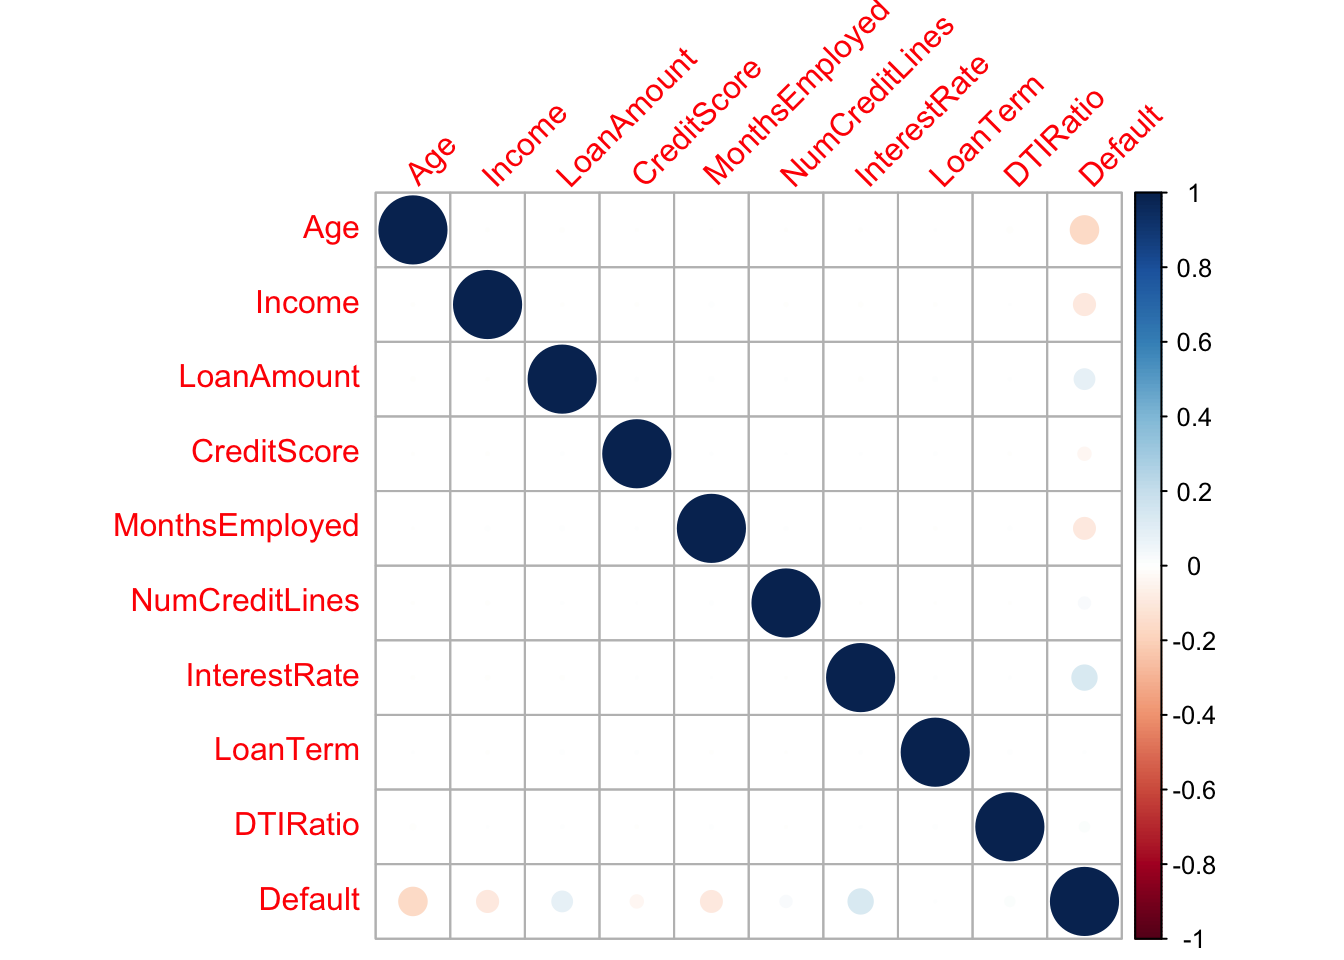 Age
Income
LoanAmount
CreditScore
MonthsEmployed
NumCreditLines
InterestRate
LoanTerm
DTIRatio
Default
Age
Income
LoanAmount
CreditScore
MonthsEmployed
NumCreditLines
InterestRate
LoanTerm
DTIRatio
Default
1
0.8
0.6
0.4
0.2
0
-0.2
-0.4
-0.6
-0.8
-1